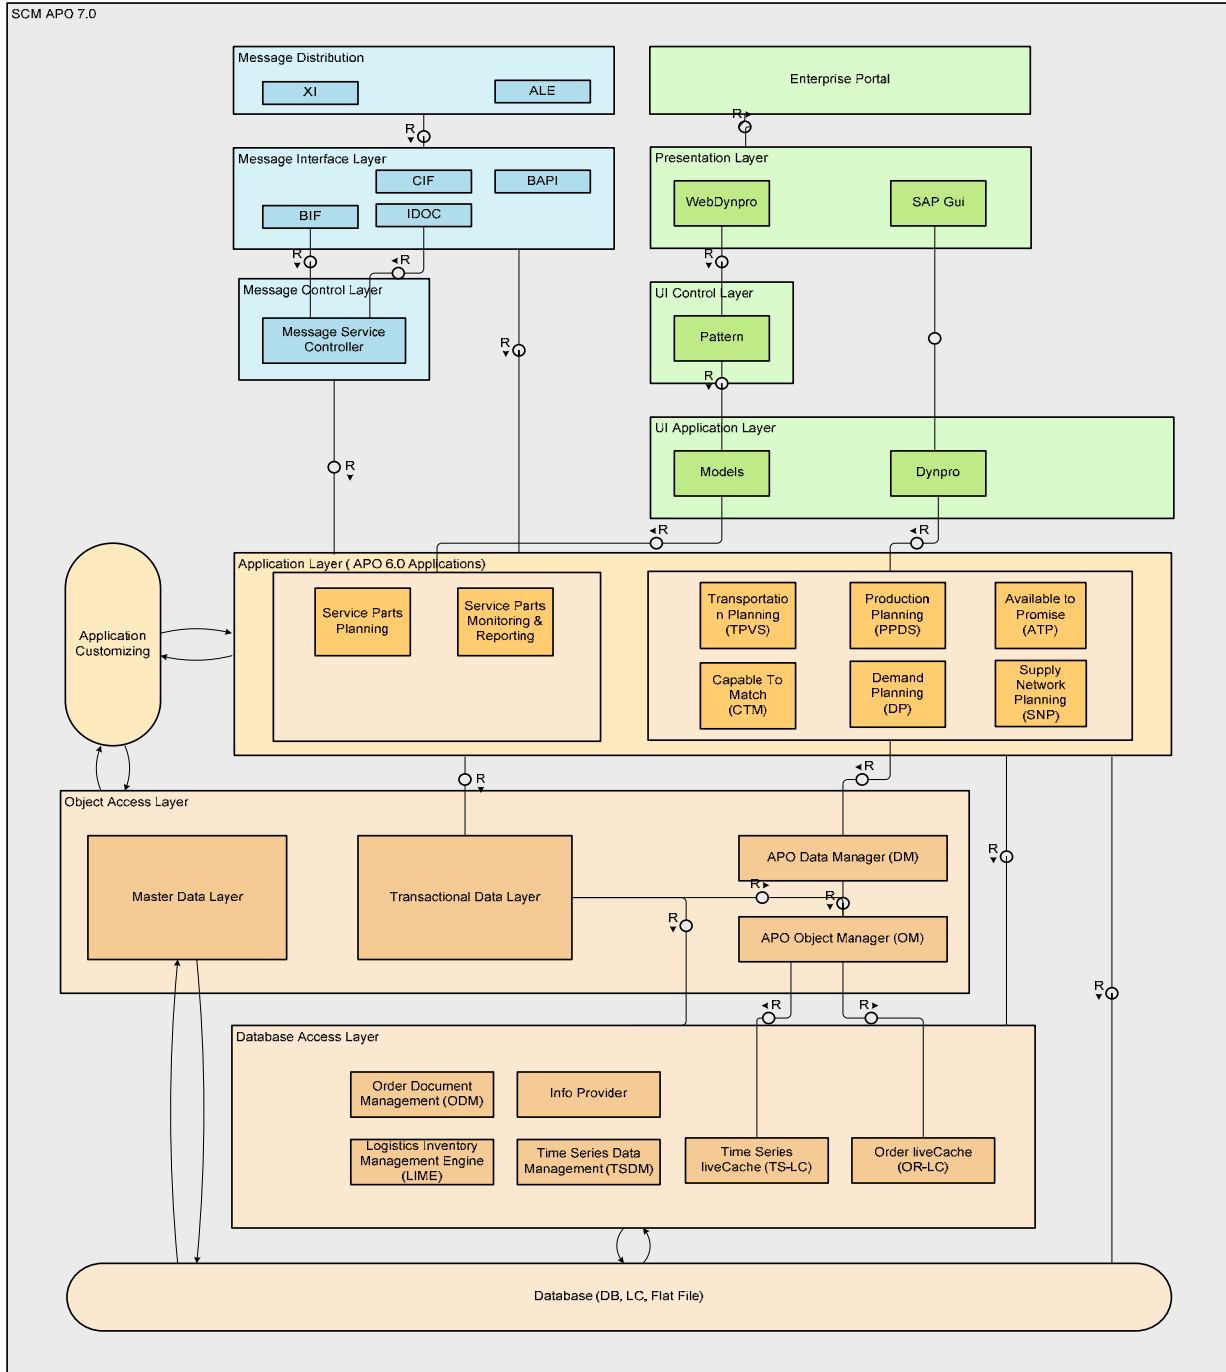 SCM APO 7.0
Message Distribution
XI
ALE
Enterprise Portal
R
R
Message Interface Layer
CIF
BAPI
BIF
IDOC
Presentation Layer
WebDynpro
SAP Gui
R
R
R
Message Control Layer
Message Service
Controller
UI Control Layer
Pattern
R
R
UI Application Layer
Models
Dynpro
R
R
R
Application Layer ( APO 6.0 Applications)
Service Parts
Planning
Service Parts
Monitoring &
Reporting
Transportatio
n Planning
(TPVS)
Production
Planning
(PPDS)
Available to
Promise
(ATP)
Capable To
Match
(CTM)
Demand
Planning
(DP)
Supply
Network
Planning
(SNP)
Application
Customizing
R
R
Object Access Layer
Master Data Layer
Transactional Data Layer
APO Data Manager (DM)
R
R
R
R
APO Object Manager (OM)
R
R
R
Database Access Layer
Order Document
Management (ODM)
Info Provider
Logistics Inventory
Management Engine
(LIME)
Time Series Data
Management (TSDM)
Time Series
liveCache (TS-LC)
Order liveCache
(OR-LC)
Database (DB, LC, Flat File)